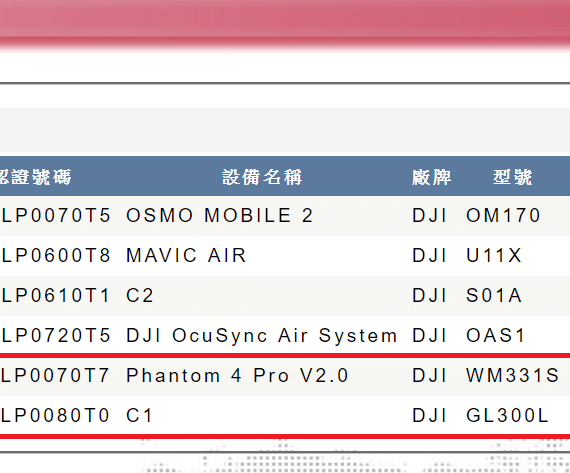 認證號碼 設備名稱 廠牌 型號
LP0070T5 OSMO MOBILE 2 DJI OM170
LP0600T8 MAVIC AIR DJI U11X
LP0610T1 C2 DJI S01A
LP0720T5 DJI OcuSync Air System DJI OAS1
LP0070T7 Phantom 4 Pro V2.0 DJI WM331S
LP0080T0 C1 DJI GL300L